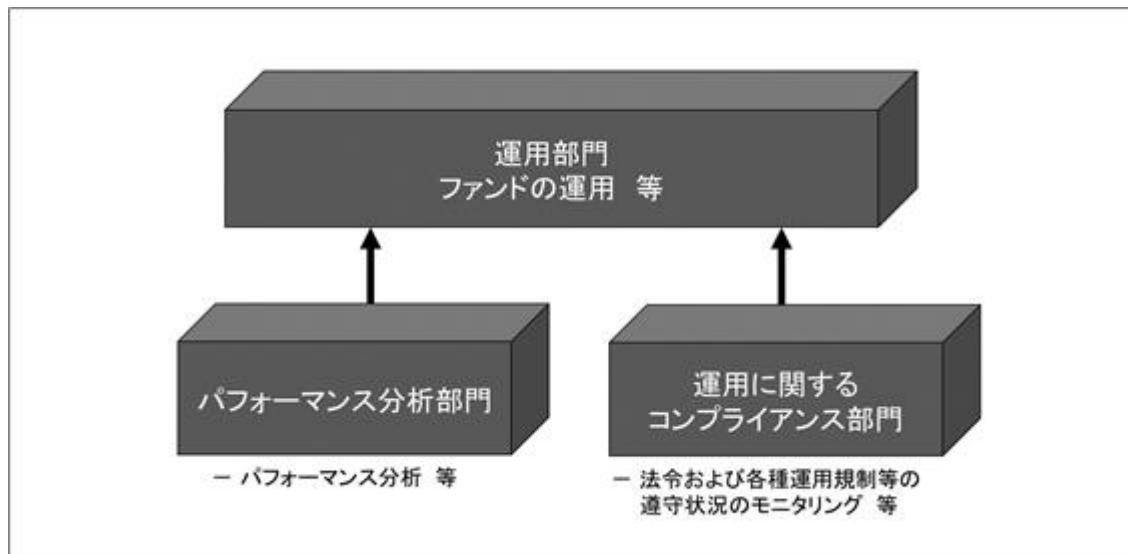 運用部門
ファンドの運用　等
パフォーマンス分析部門
－ パフォーマンス分析　等
運用に関する
コンプライアンス部門
－ 法令および各種運用規制等の
遵守状況のモニタリング　等